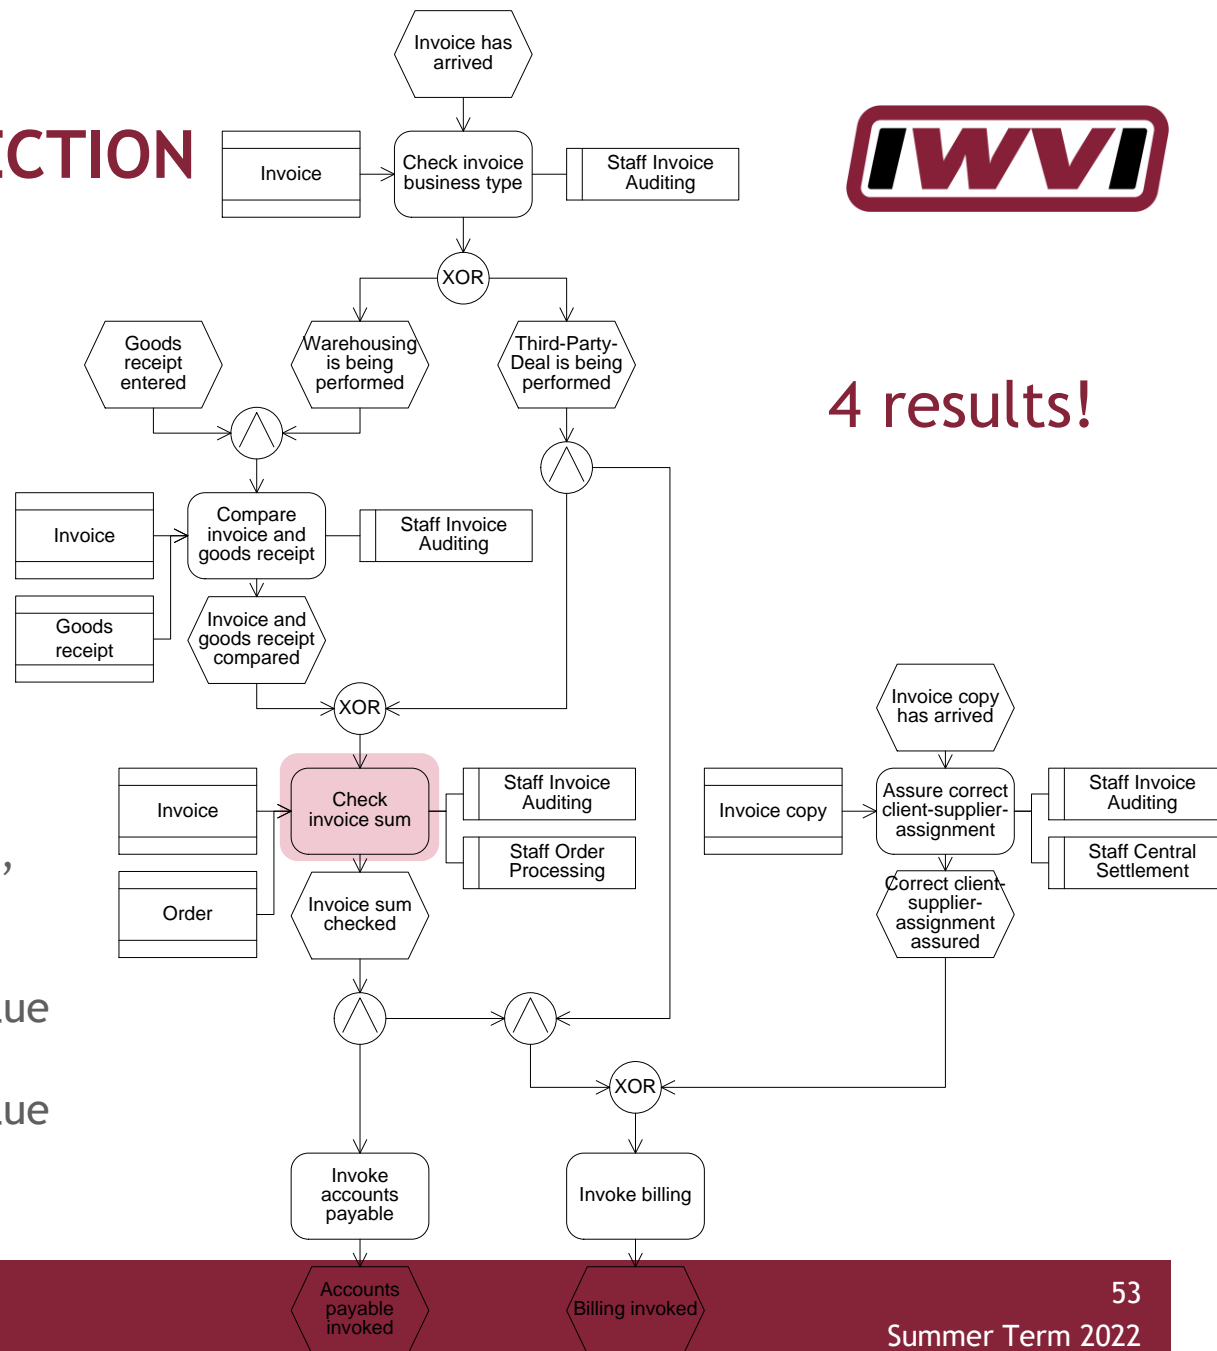 Invoice has
arrived
ECTION
Invoice
Check invoice
business type
Staff Invoice
Auditing
IWVI
XOR
Goods
receipt
entered
Warehousing
is being
performed
Third-Party-
Deal is being
performed
4 results!
Invoice
Compare
invoice and
goods receipt
Staff Invoice
Auditing
Goods
receipt
Invoice and
goods receipt
compared
XOR
Invoice copy
has arrived
Invoice
Check
invoice sum
Staff Invoice
Auditing
Staff Order
Processing
Invoice copy
Assure correct
client-supplier-
assignment
Staff Invoice
Auditing
Staff Central
Settlement
,
Order
Invoice sum
checked
Correct client-
supplier-
assignment
assured
lue
XOR
lue
Invoke
accounts
payable
Invoke billing
Accounts
payable
invoked
Billing invoked
53
Summer Term 2022